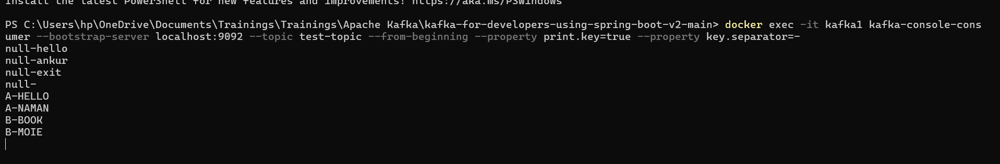 Install the latest PowerShell for new features and improvements! https://aka.ms/PSWindows
PS C:\Users\hp\OneDrive\Documents\Trainings\Trainings\Apache Kafka\kafka-for-developers-using-spring-boot-v2-main> docker exec -it kafka1 kafka-console-cons
umer --bootstrap-server localhost:9092 --topic test-topic --from-beginning --property print.key=true --property key.separator=-
null-hello
null-ankur
null-exit
null-
A-HELLO
A-NAMAN
B-BOOK
B-MOIE